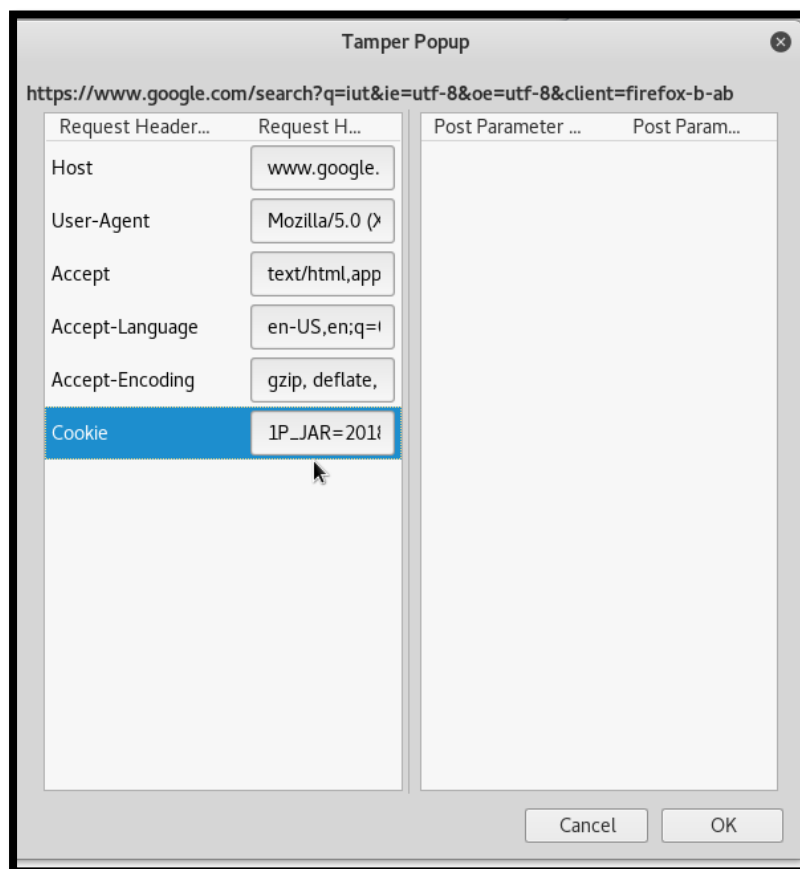 Tamper Popup
https://www.google.com/search?q=iut&ie=utf-8&oe=utf-8&client=firefox-b-ab
Request Header... Request H... Post Parameter ... Post Param...
Host www.google.
User-Agent Mozilla/5.0 (X
Accept text/html,app
Accept-Language en-US,en;q=
Accept-Encoding gzip, deflate,
Cookie 1P_JAR=2018
Cancel OK